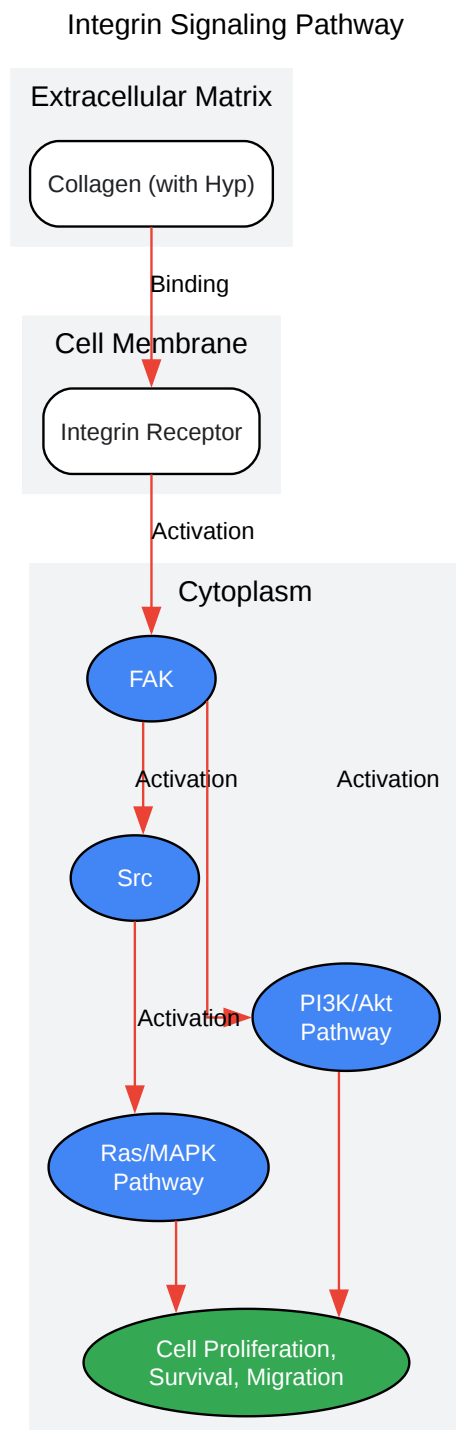 Integrin Signaling Pathway
Extracellular Matrix
Collagen (with Hyp)
Binding
Cell Membrane
Integrin Receptor
Activation
Cytoplasm
FAK
Activation
Activation
Src
PI3K/Akt
Pathway
Activation
Ras/MAPK
Pathway
Cell Proliferation,
Survival, Migration